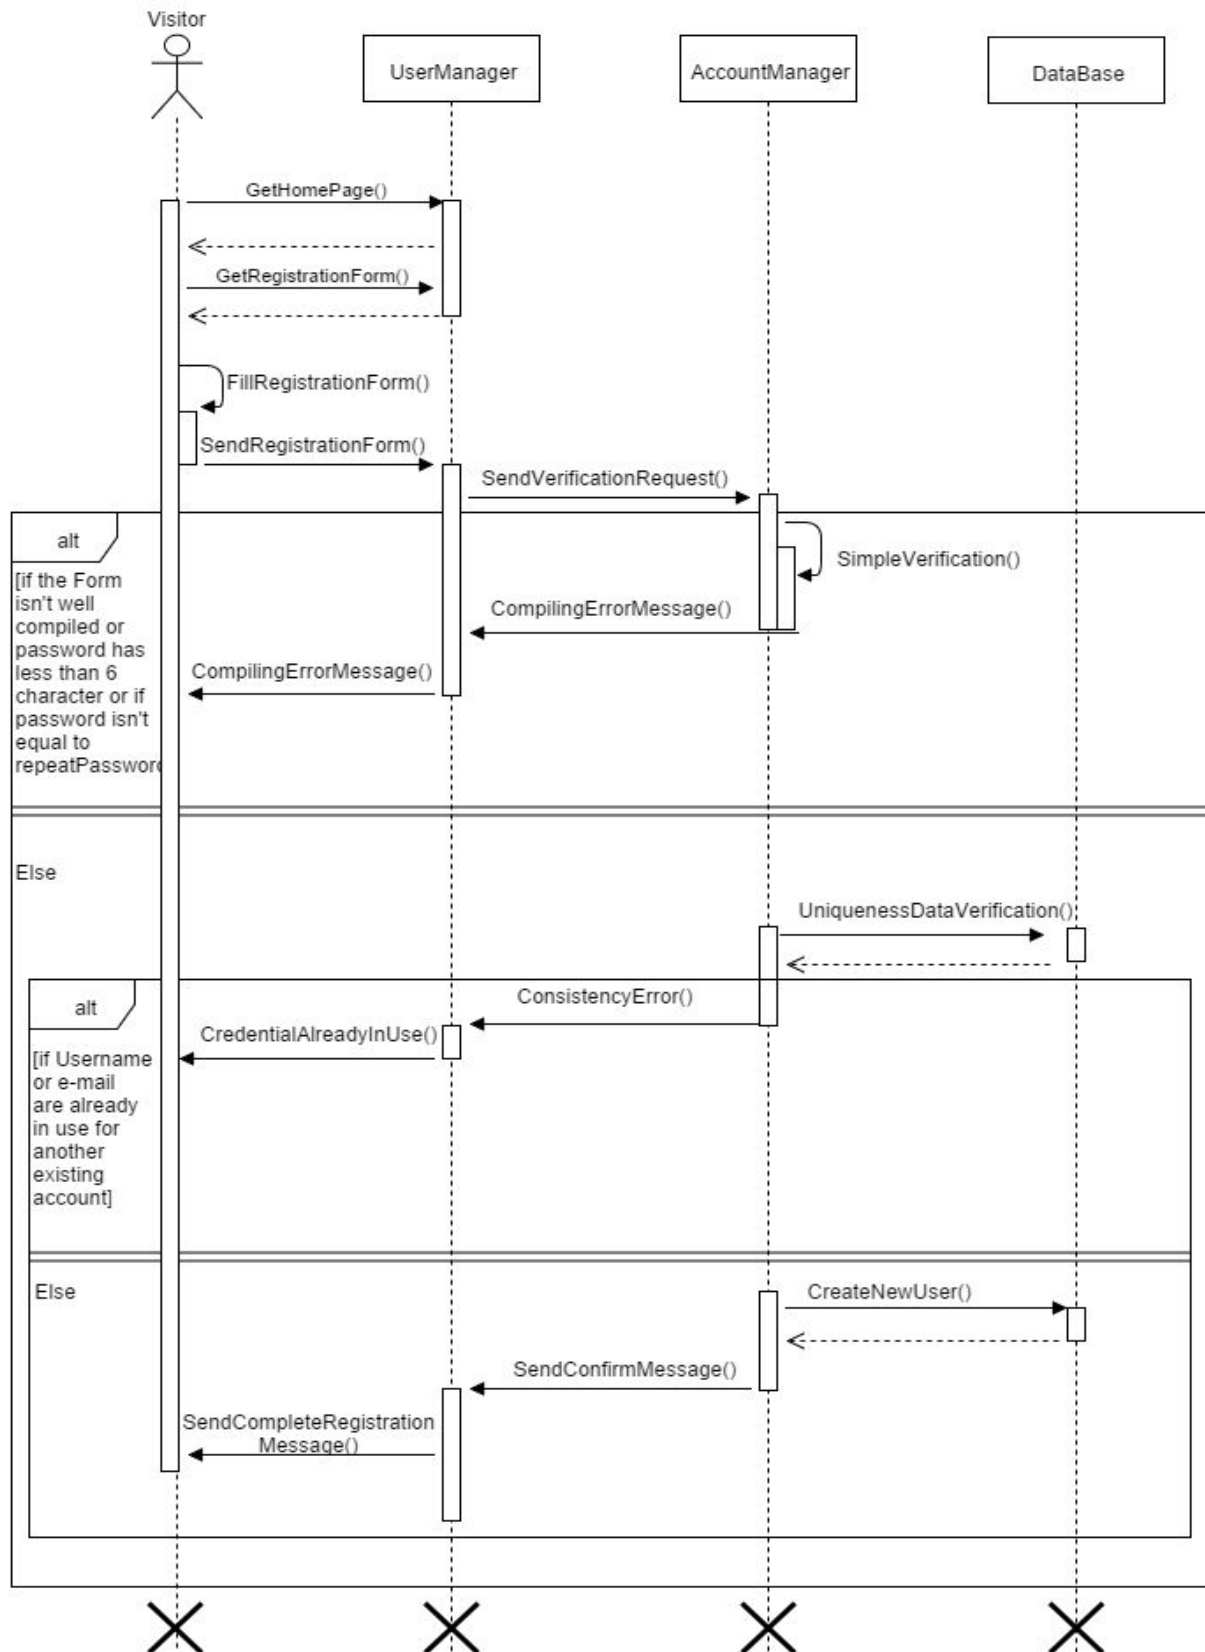 Visitor
UserManager
AccountManager
DataBase
GetHomePage()
GetRegistrationForm()
FillRegistrationForm()
SendRegistrationForm()
SendVerificationRequest()
alt
SimpleVerification()
[if the Form
isn't well
compiled or
password has
less than 6
character or if
password isn't
equal to
repeatPassword
CompilingErrorMessage()
CompilingErrorMessage()
Else
UniquenessDataVerification()
alt
ConsistencyError()
CredentialAlreadyInUse()
[if Username
or e-mail
are already
in use for
another
existing
account]
Else
CreateNewUser()
SendConfirmMessage()
SendCompleteRegistration
Message()